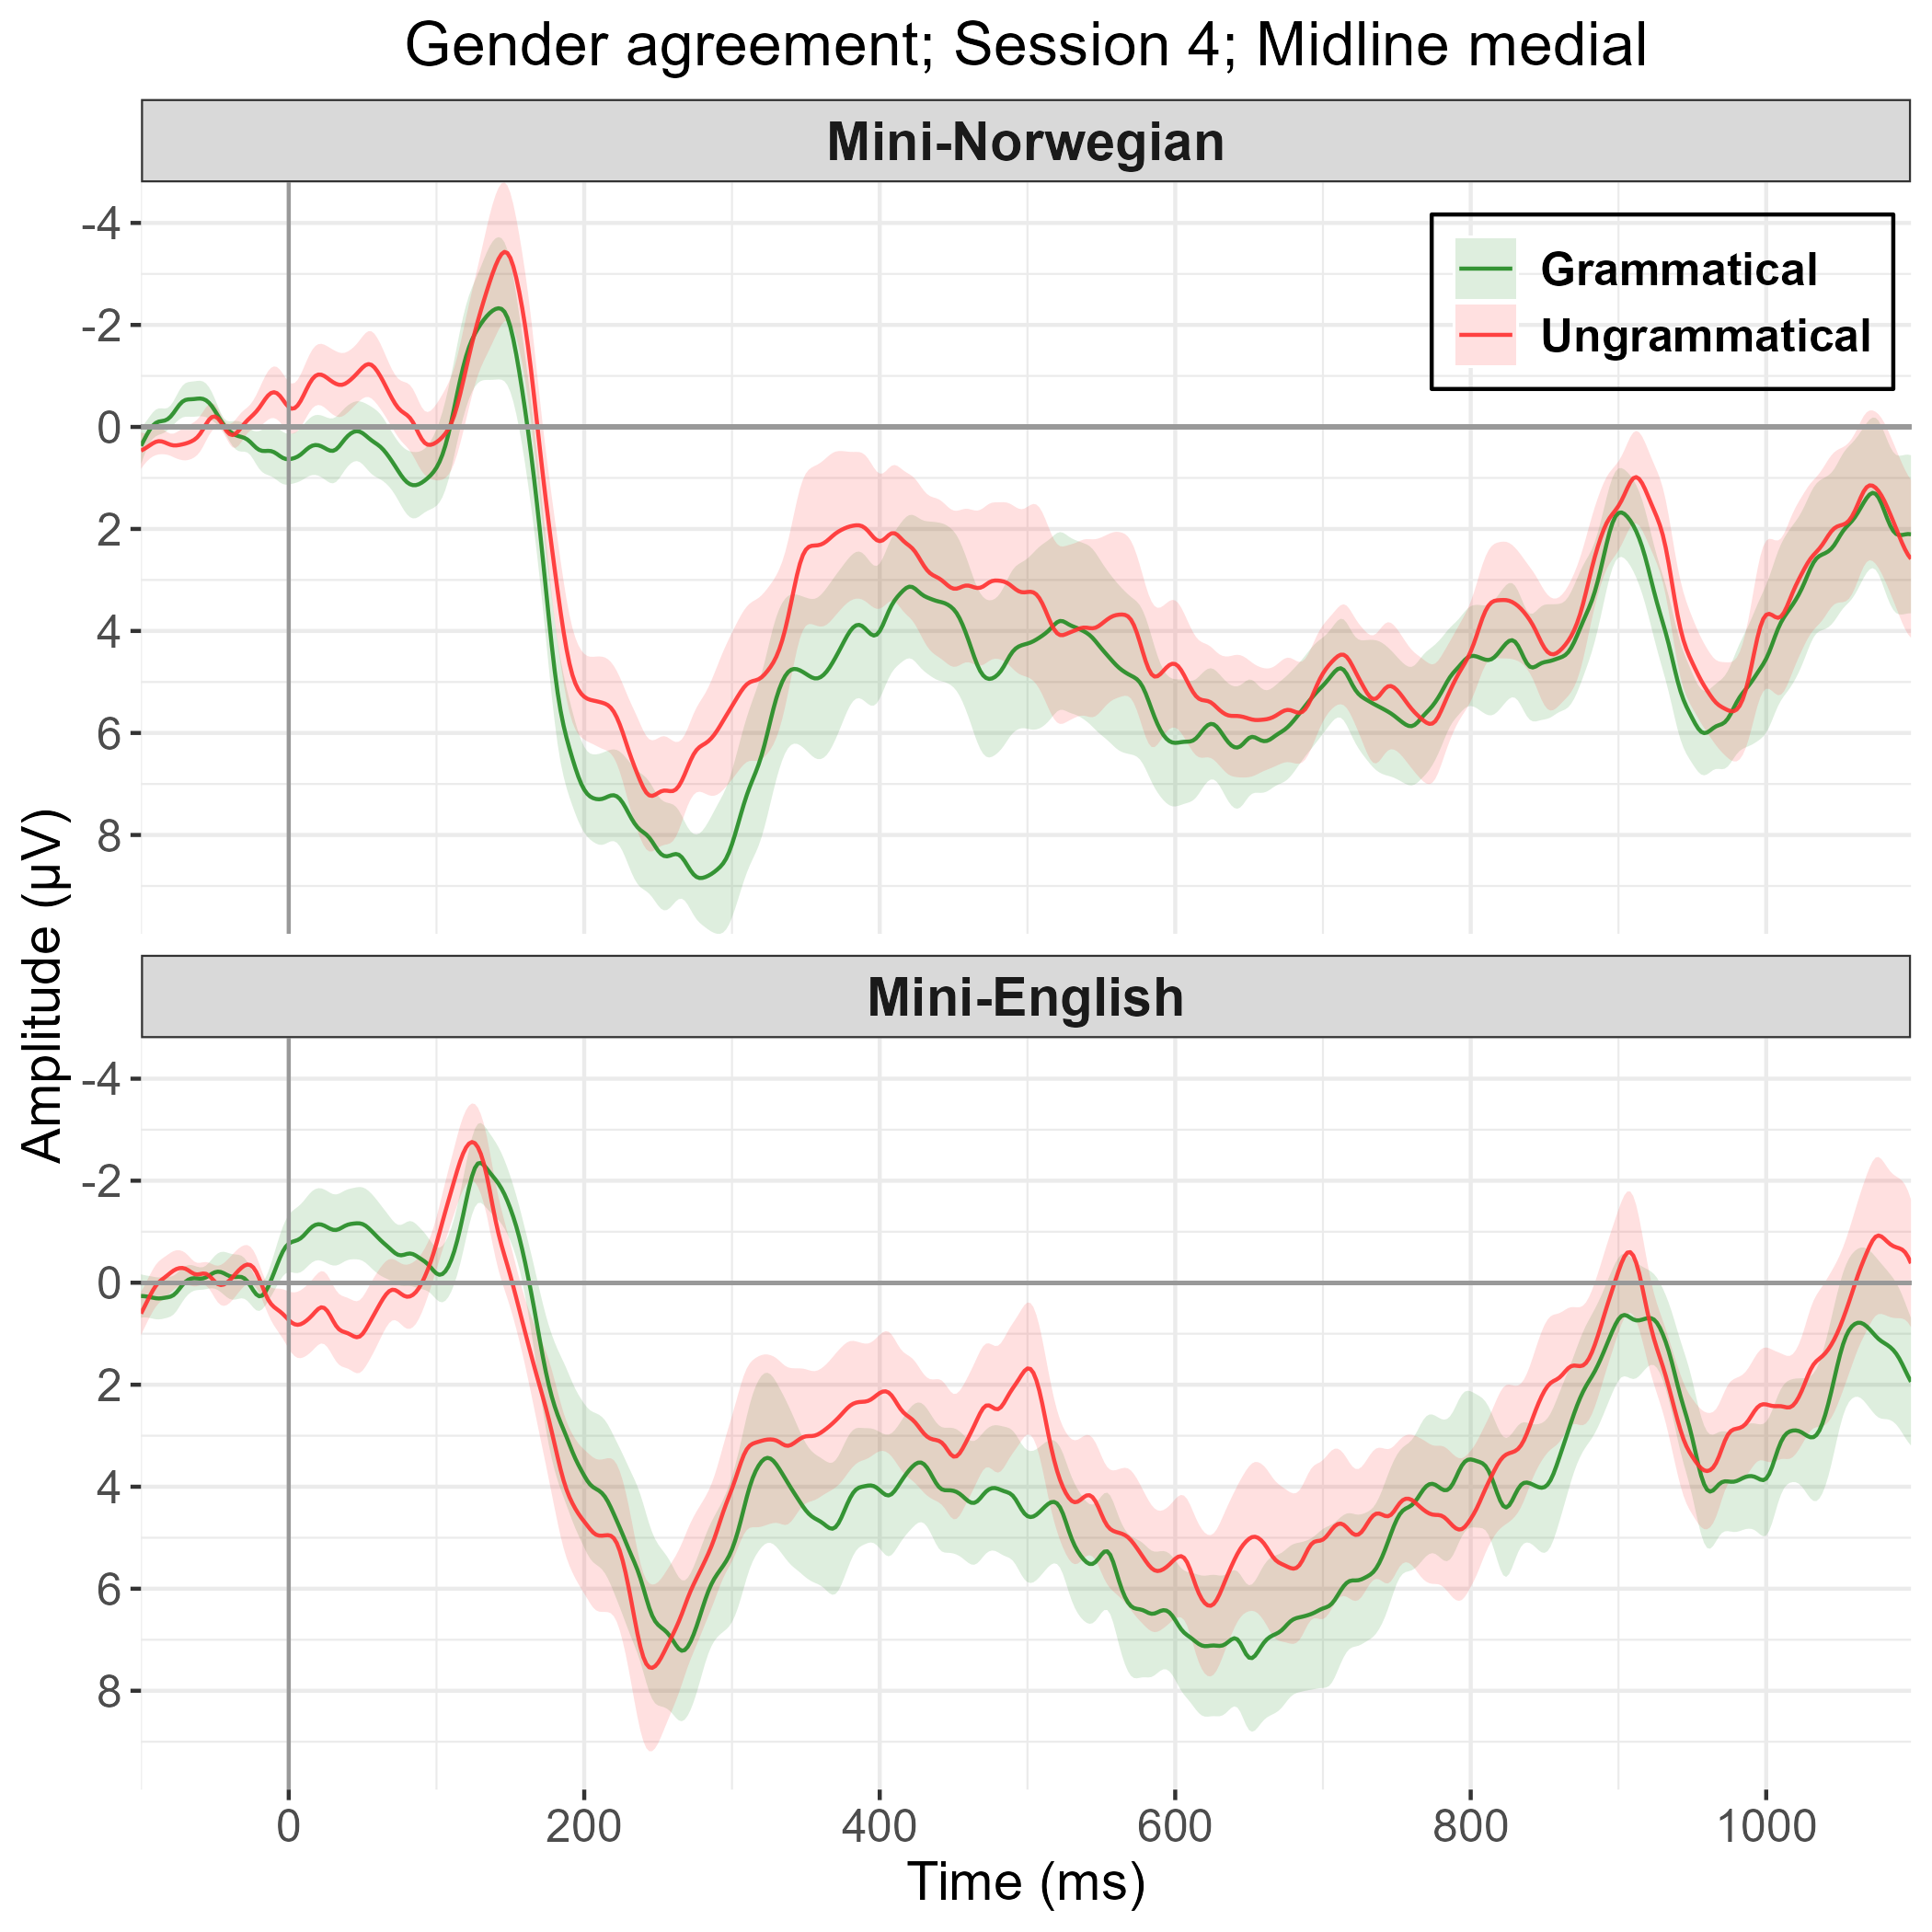 Gender agreement; Session 4; Midline medial
Mini-Norwegian
-4
-2
0
2
4
6
8
Grammatical
Ungrammatical
Amplitude (µV)
Mini-English
-4
-2
0
2
4
6
8
0 200 400 600 800 1000
Time (ms)